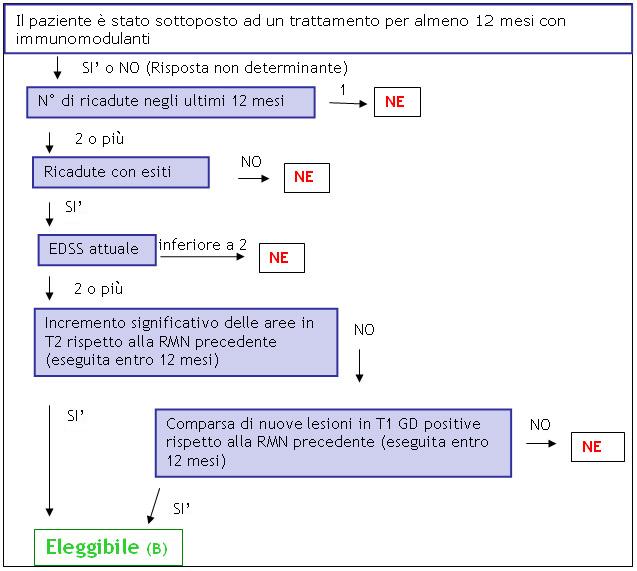 Il paziente è stato sottoposto ad un trattamento per almeno 12 mesi con
immunomodulanti
SI' o NO (Risposta non determinante)
N° di ricadute negli ultimi 12 mesi
1
NE
2 o più
Ricadute con esiti
NO
NE
SI'
EDSS attuale
inferiore a 2
NE
2 o più
Incremento significativo delle aree in
T2 rispetto alla RMN precedente
(eseguita entro 12 mesi)
NO
SI'
Comparsa di nuove lesioni in T1 GD positive
rispetto alla RMN precedente (eseguita entro
12 mesi)
NO
NE
SI'
Eleggibile (B)